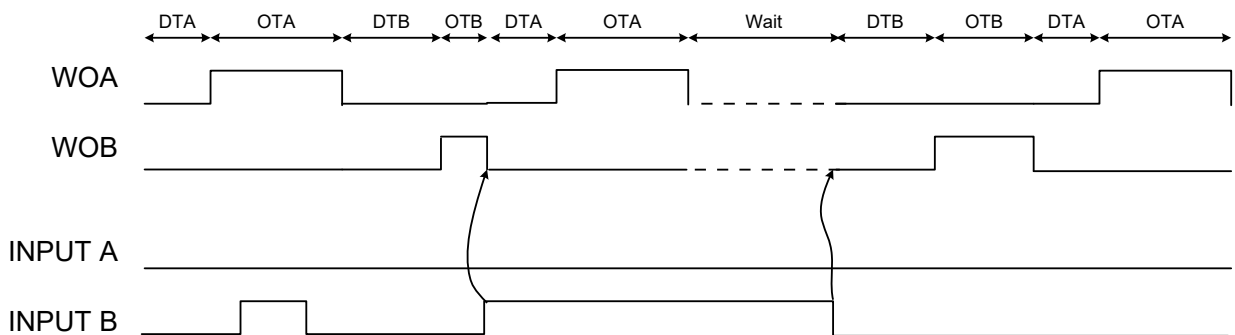 DTA OTA DTB OTB DTA OTA Wait DTB OTB DTA OTA
WOA
WOB
INPUT A
INPUT B